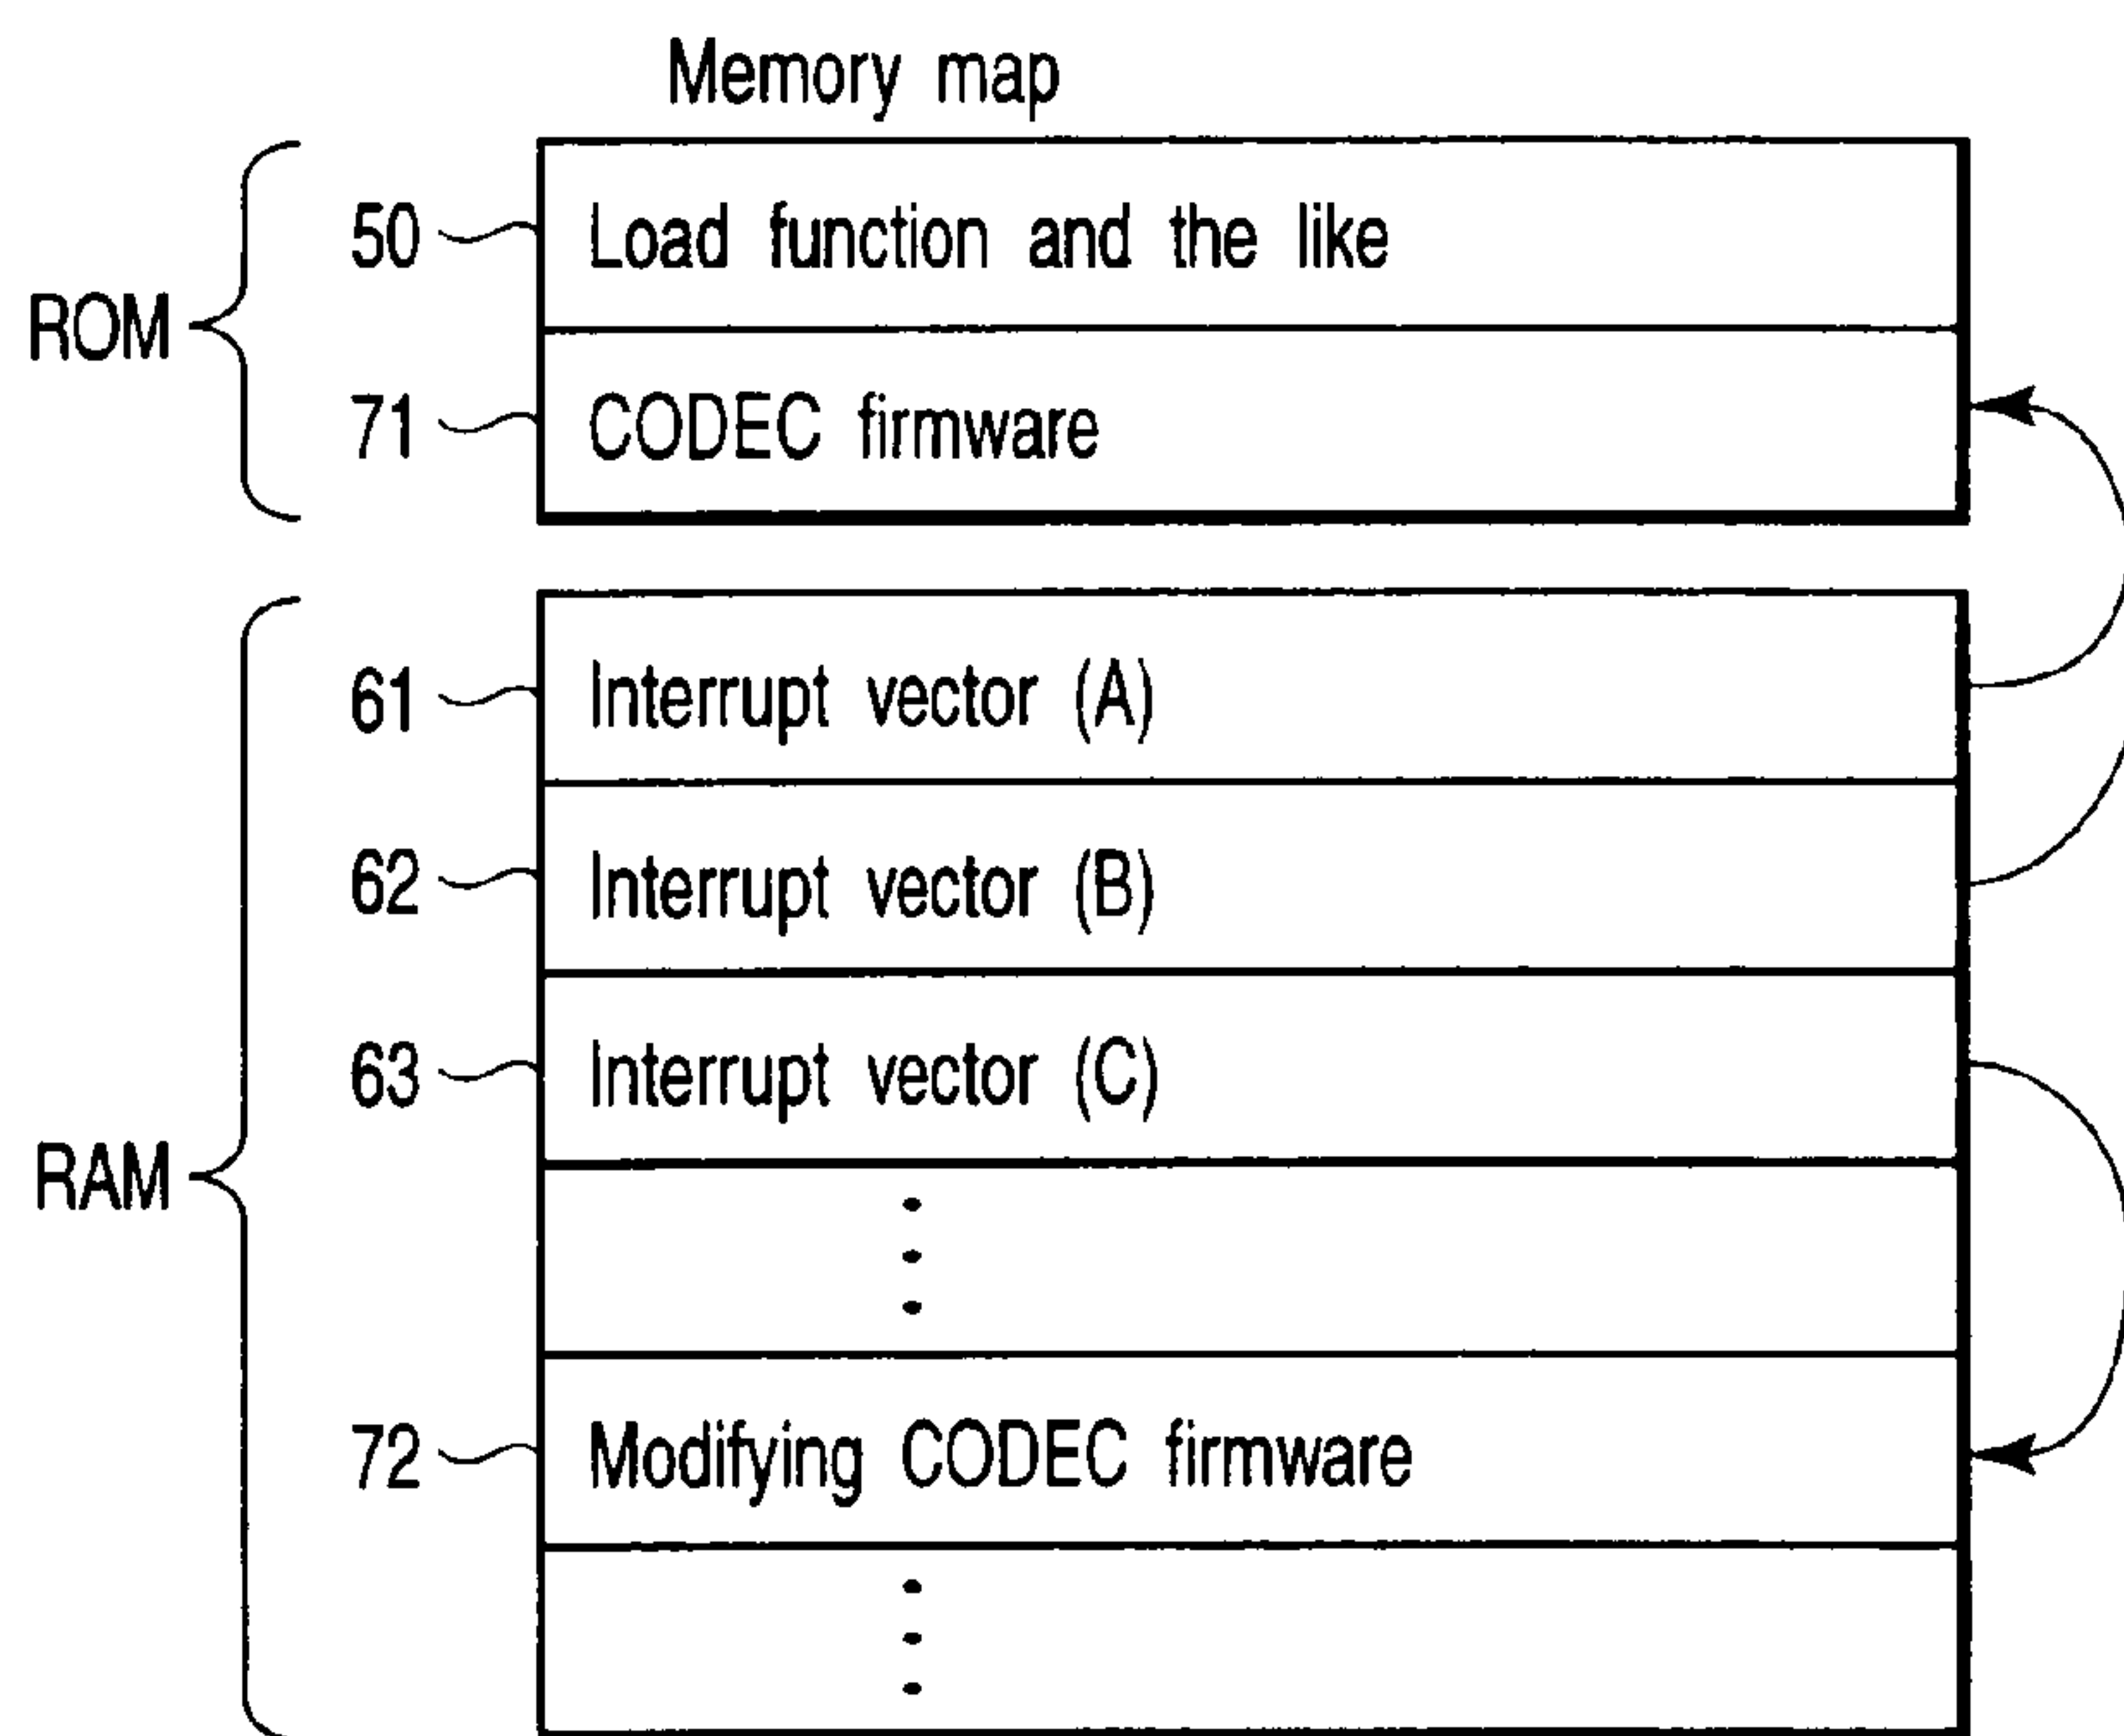 Memory map
ROM
50 Load function and the like
71 CODEC firmware
RAM
61 Interrupt vector (A)
62 Interrupt vector (B)
63 Interrupt vector (C)
72 Modifying CODEC firmware